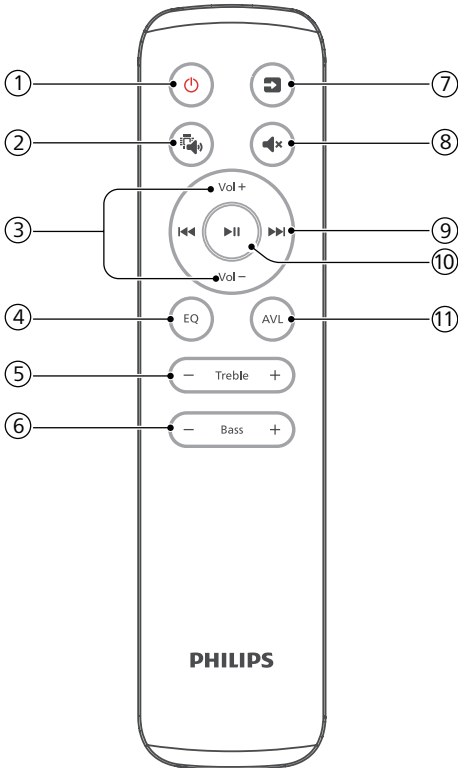 1
7
2
8
Vol +
3
9
10
Vol −
4
EQ
AVL
11
5
− Treble +
6
− Bass +
PHILIPS